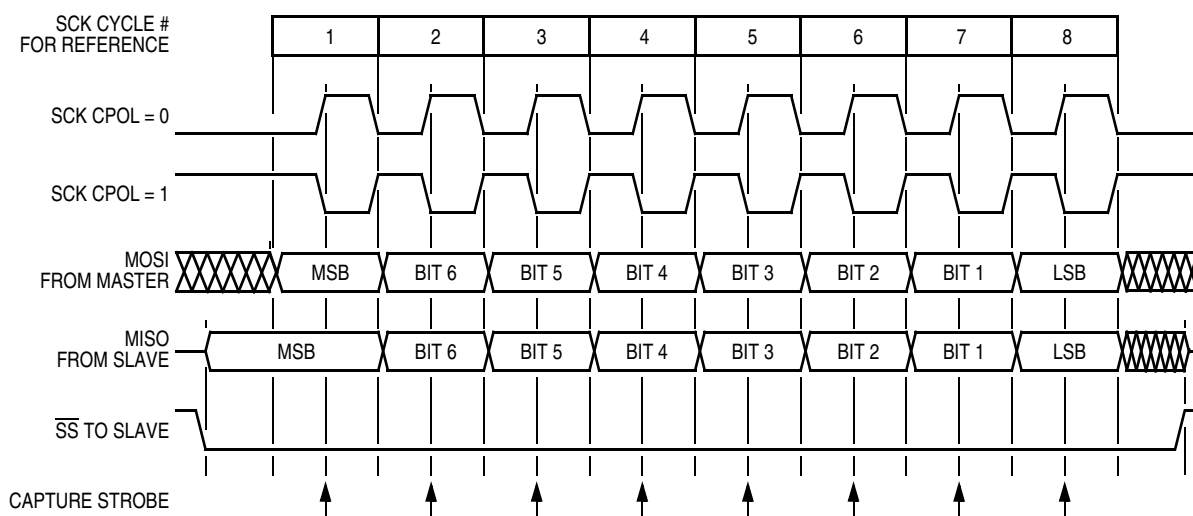 SCK CYCLE #
FOR REFERENCE
1 2 3 4 5 6 7 8
SCK CPOL = 0
SCK CPOL = 1
MOSI
FROM MASTER
MSB BIT 6 BIT 5 BIT 4 BIT 3 BIT 2 BIT 1 LSB
MISO
FROM SLAVE
MSB BIT 6 BIT 5 BIT 4 BIT 3 BIT 2 BIT 1 LSB
S̅S̅ TO SLAVE
CAPTURE STROBE